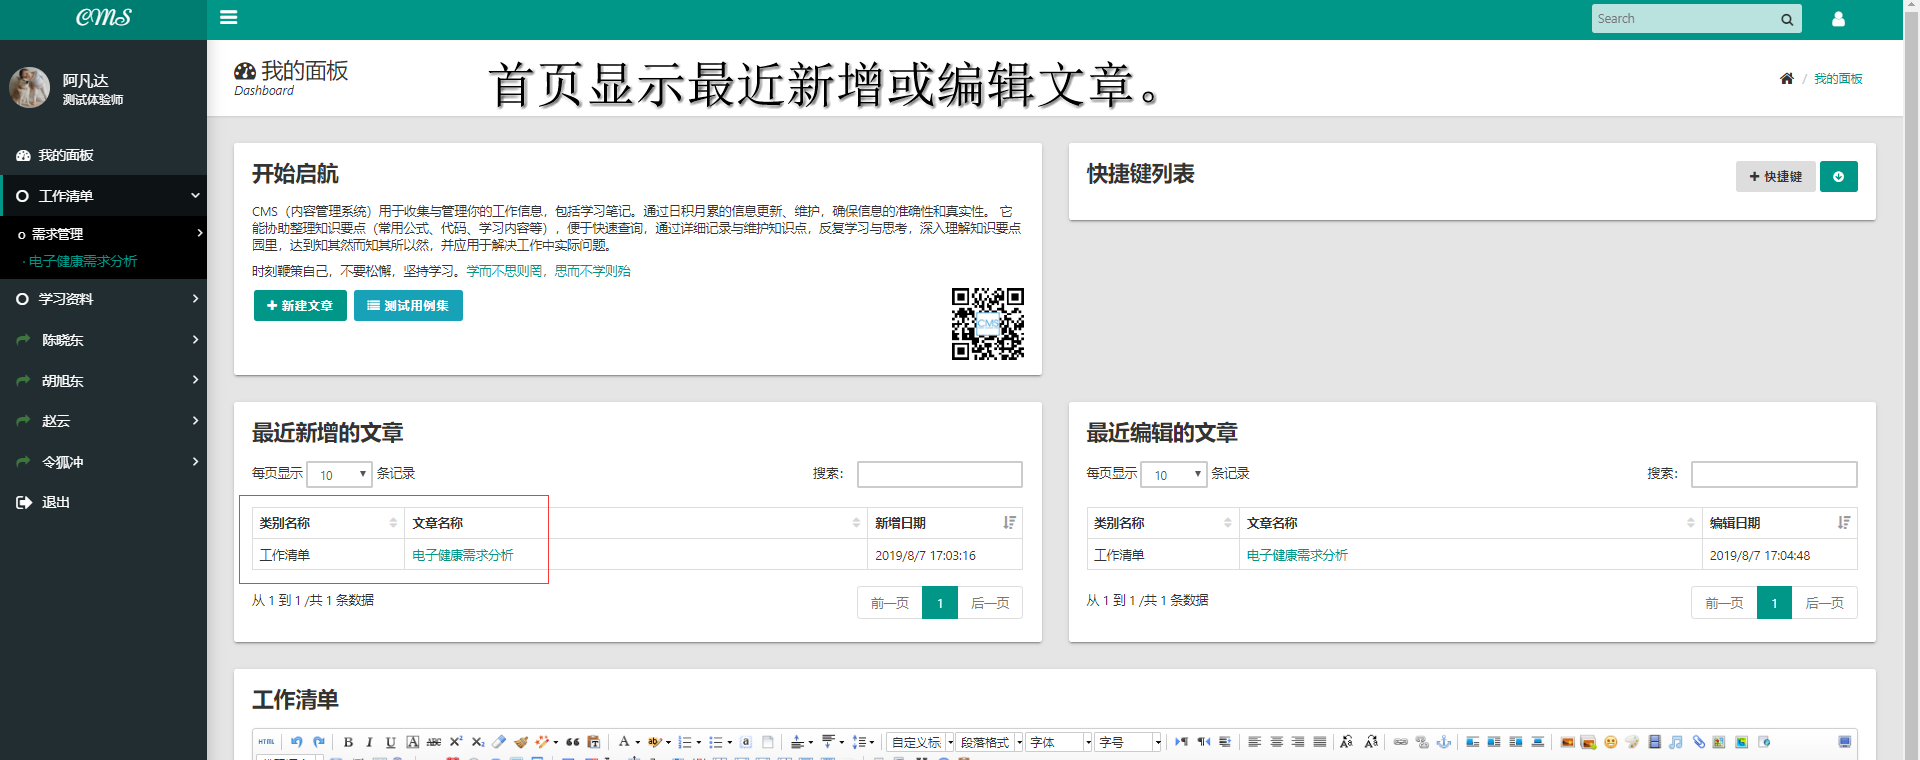 CMS
Search
阿凡达
测试体验师
我的面板
工作清单
需求管理
· 电子健康需求分析
学习资料
陈晓东
胡旭东
赵云
令狐冲
退出
我的面板
Dashboard
首页显示最近新增或编辑文章。
/ 我的面板
开始启航
CMS（内容管理系统）用于收集与管理你的工作信息，包括学习笔记。通过日积月累的信息更新、维护，确保信息的准确性和真实性。 它
能协助整理知识要点（常用公式、代码、学习内容等），便于快速查询，通过详细记录与维护知识点，反复学习与思考，深入理解知识要点
园里，达到知其然而知其所以然，并应用于解决工作中实际问题。
时刻鞭策自己，不要松懈，坚持学习。学而不思则罔，思而不学则殆
新建文章
测试用例集
CMS
快捷键列表
快捷键
最近新增的文章
每页显示 10 条记录
搜索：
类别名称 文章名称 新增日期
工作清单 电子健康需求分析 2019/8/7 17:03:16
从 1 到 1 /共 1 条数据
前一页 1 后一页
最近编辑的文章
每页显示 10 条记录
搜索：
类别名称 文章名称 编辑日期
工作清单 电子健康需求分析 2019/8/7 17:04:48
从 1 到 1 /共 1 条数据
前一页 1 后一页
工作清单
HTML B I U A ABC X² X₂ 自定义标 段落格式 字体 字号